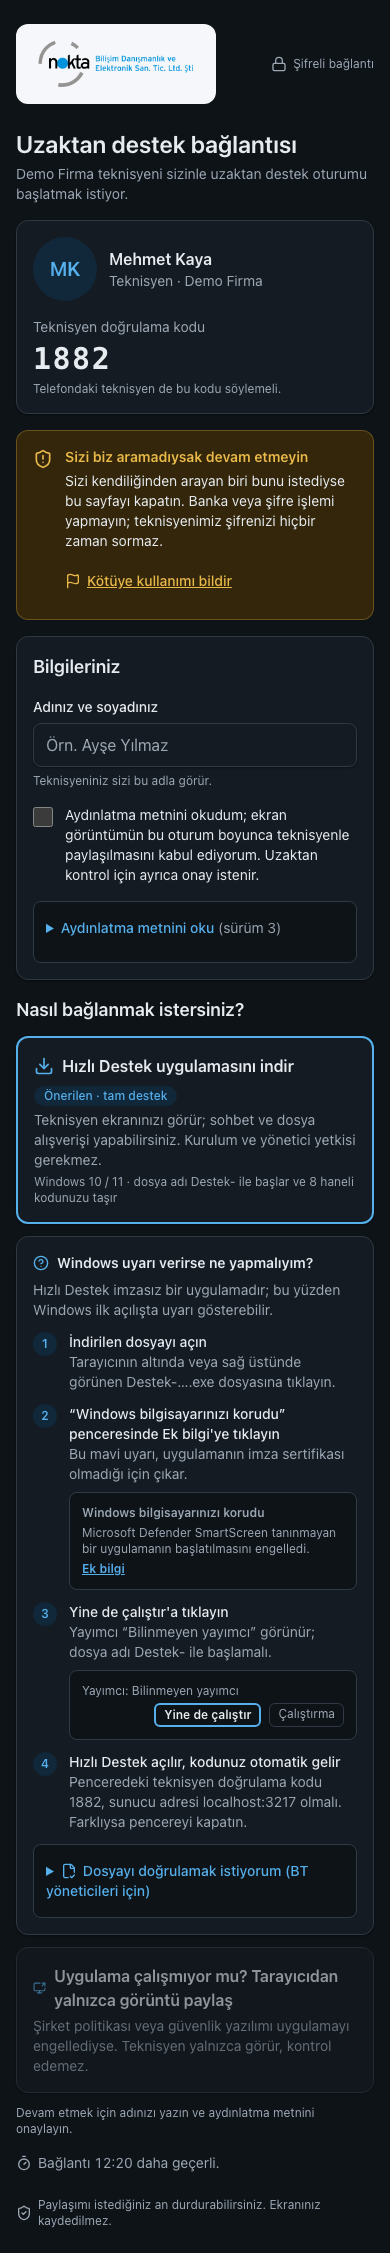 nokta Bilişim Danışmanlık ve
Elektronik San. Tic. Ltd. Şti
Şifreli bağlantı
Uzaktan destek bağlantısı
Demo Firma teknisyeni sizinle uzaktan destek oturumu
başlatmak istiyor.
MK
Mehmet Kaya
Teknisyen · Demo Firma
Teknisyen doğrulama kodu
1882
Telefondaki teknisyen de bu kodu söylemeli.
Sizi biz aramadıysak devam etmeyin
Sizi kendiliğinden arayan biri bunu istediyse
bu sayfayı kapatın. Banka veya şifre işlemi
yapmayın; teknisyenimiz şifrenizi hiçbir
zaman sormaz.
Kötüye kullanımı bildir
Bilgileriniz
Adınız ve soyadınız
Örn. Ayşe Yılmaz
Teknisyeniniz sizi bu adla görür.
Aydınlatma metnini okudum; ekran
görüntümün bu oturum boyunca teknisyenle
paylaşılmasını kabul ediyorum. Uzaktan
kontrol için ayrıca onay istenir.
Aydınlatma metnini oku (sürüm 3)
Nasıl bağlanmak istersiniz?
Hızlı Destek uygulamasını indir
Önerilen · tam destek
Teknisyen ekranınızı görür; sohbet ve dosya
alışverişi yapabilirsiniz. Kurulum ve yönetici yetkisi
gerekmez.
Windows 10 / 11 · dosya adı Destek- ile başlar ve 8 haneli
kodunuzu taşır
Windows uyarı verirse ne yapmalıyım?
Hızlı Destek imzasız bir uygulamadır; bu yüzden
Windows ilk açılışta uyarı gösterebilir.
1
İndirilen dosyayı açın
Tarayıcının altında veya sağ üstünde
görünen Destek-….exe dosyasına tıklayın.
2
“Windows bilgisayarınızı korudu”
penceresinde Ek bilgi'ye tıklayın
Bu mavi uyarı, uygulamanın imza sertifikası
olmadığı için çıkar.
Windows bilgisayarınızı korudu
Microsoft Defender SmartScreen tanınmayan
bir uygulamanın başlatılmasını engelledi.
Ek bilgi
3
Yine de çalıştır'a tıklayın
Yayımcı “Bilinmeyen yayımcı” görünür;
dosya adı Destek- ile başlamalı.
Yayımcı: Bilinmeyen yayımcı
Yine de çalıştır Çalıştırma
4
Hızlı Destek açılır, kodunuz otomatik gelir
Penceredeki teknisyen doğrulama kodu
1882, sunucu adresi localhost:3217 olmalı.
Farklıysa pencereyi kapatın.
Dosyayı doğrulamak istiyorum (BT
yöneticileri için)
Uygulama çalışmıyor mu? Tarayıcıdan
yalnızca görüntü paylaş
Şirket politikası veya güvenlik yazılımı uygulamayı
engellediyse. Teknisyen yalnızca görür, kontrol
edemez.
Devam etmek için adınızı yazın ve aydınlatma metnini
onaylayın.
Bağlantı 12:20 daha geçerli.
Paylaşımı istediğiniz an durdurabilirsiniz. Ekranınız
kaydedilmez.